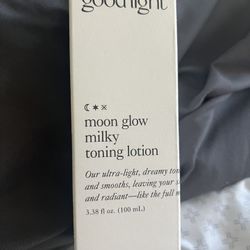 goodnight
moon glow
milky
toning lotion
Our ultra-light, dreamy ton
and smooths, leaving your s
and radiant—like the full m
3.38 fl oz. (100 mL)